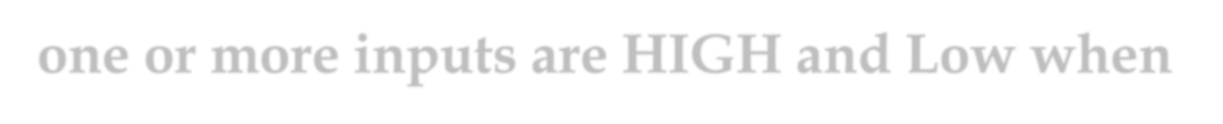 one or more inputs are HIGH and Low when